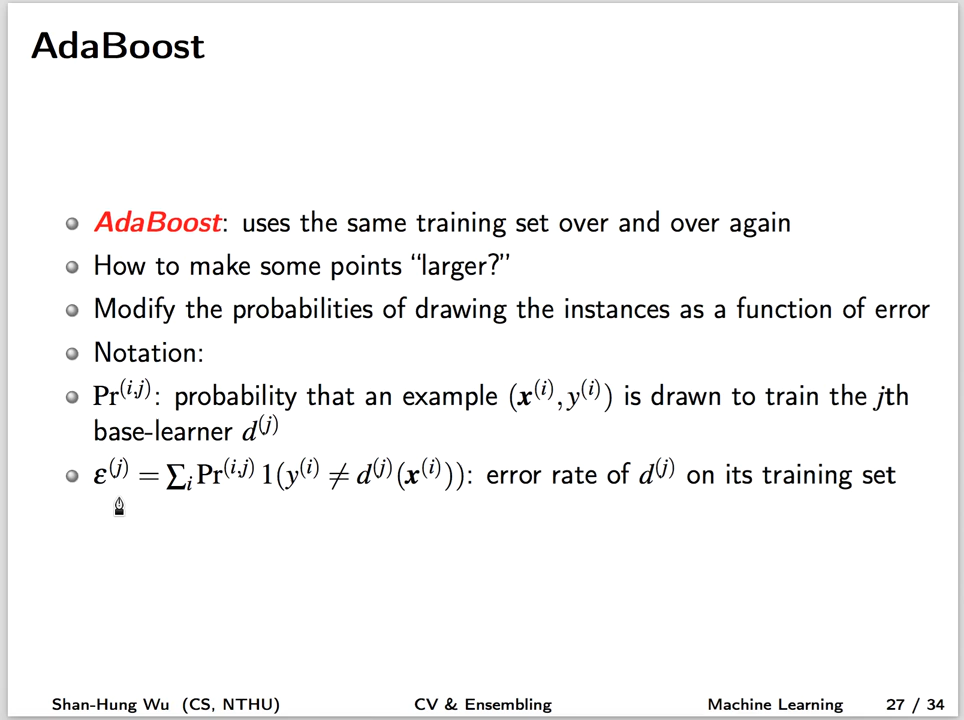 AdaBoost
AdaBoost: uses the same training set over and over again
How to make some points “larger?”
Modify the probabilities of drawing the instances as a function of error
Notation:
Pr^(i,j): probability that an example (x^(i), y^(i)) is drawn to train the jth
base-learner d^(j)
ε^(j) = ∑_i Pr^(i,j) 1(y^(i) ≠ d^(j)(x^(i))): error rate of d^(j) on its training set
Shan-Hung Wu (CS, NTHU) CV & Ensembling Machine Learning 27 / 34